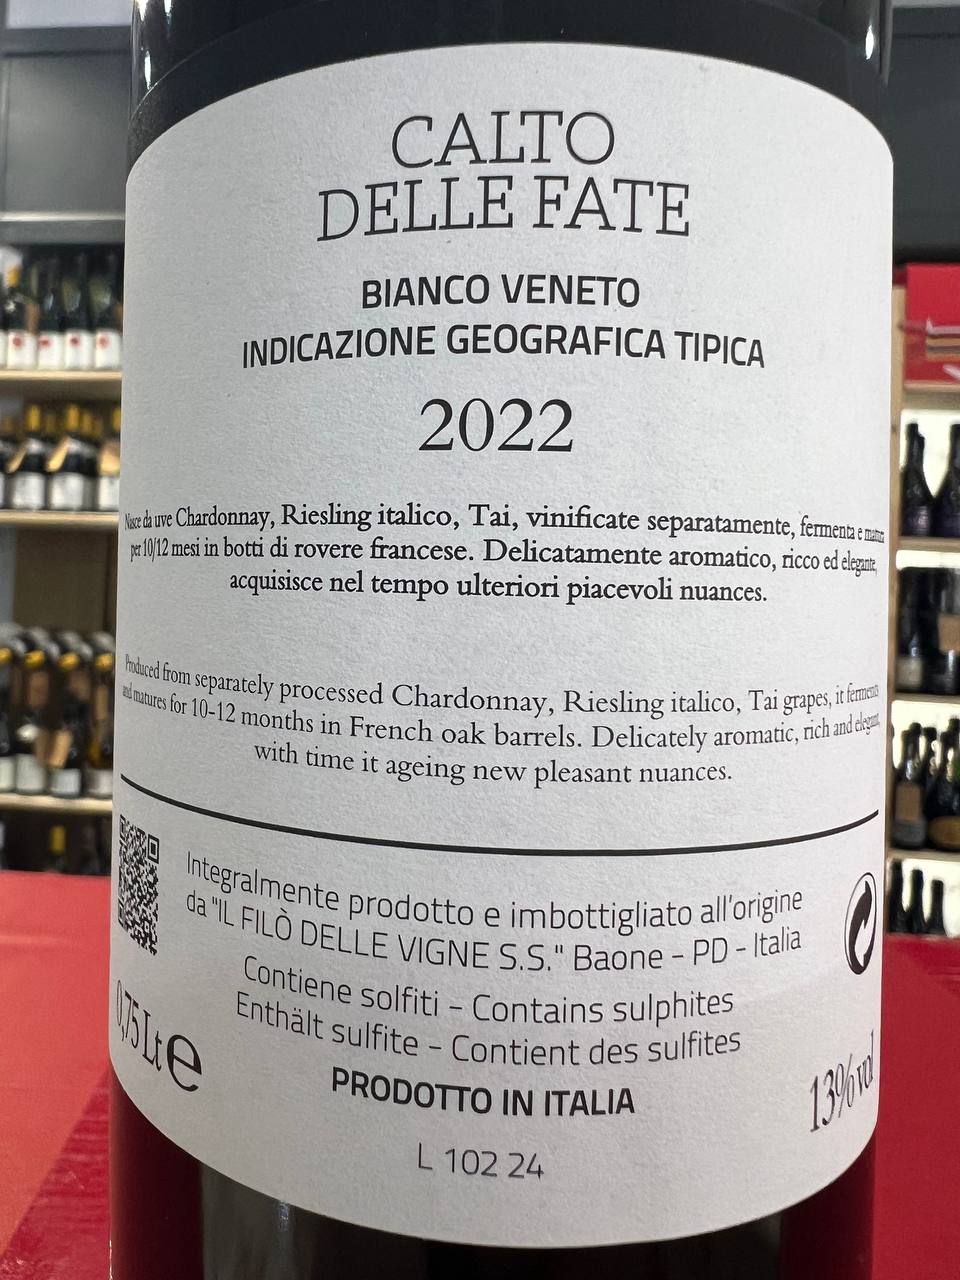 CALTO
DELLE FATE
BIANCO VENETO
INDICAZIONE GEOGRAFICA TIPICA
2022
Nasce da uve Chardonnay, Riesling italico, Tai, vinificate separatamente, fermenta e matura
per 10/12 mesi in botti di rovere francese. Delicatamente aromatico, ricco ed elegante,
acquisisce nel tempo ulteriori piacevoli nuances.
Produced from separately processed Chardonnay, Riesling italico, Tai grapes, it ferments
and matures for 10-12 months in French oak barrels. Delicately aromatic, rich and elegant,
with time it ageing new pleasant nuances.
Integralmente prodotto e imbottigliato all'origine
da "IL FILÒ DELLE VIGNE S.S." Baone - PD - Italia
Contiene solfiti - Contains sulphites
Enthält sulfite - Contient des sulfites
0,75 Lt e
PRODOTTO IN ITALIA
13% vol
L 102 24